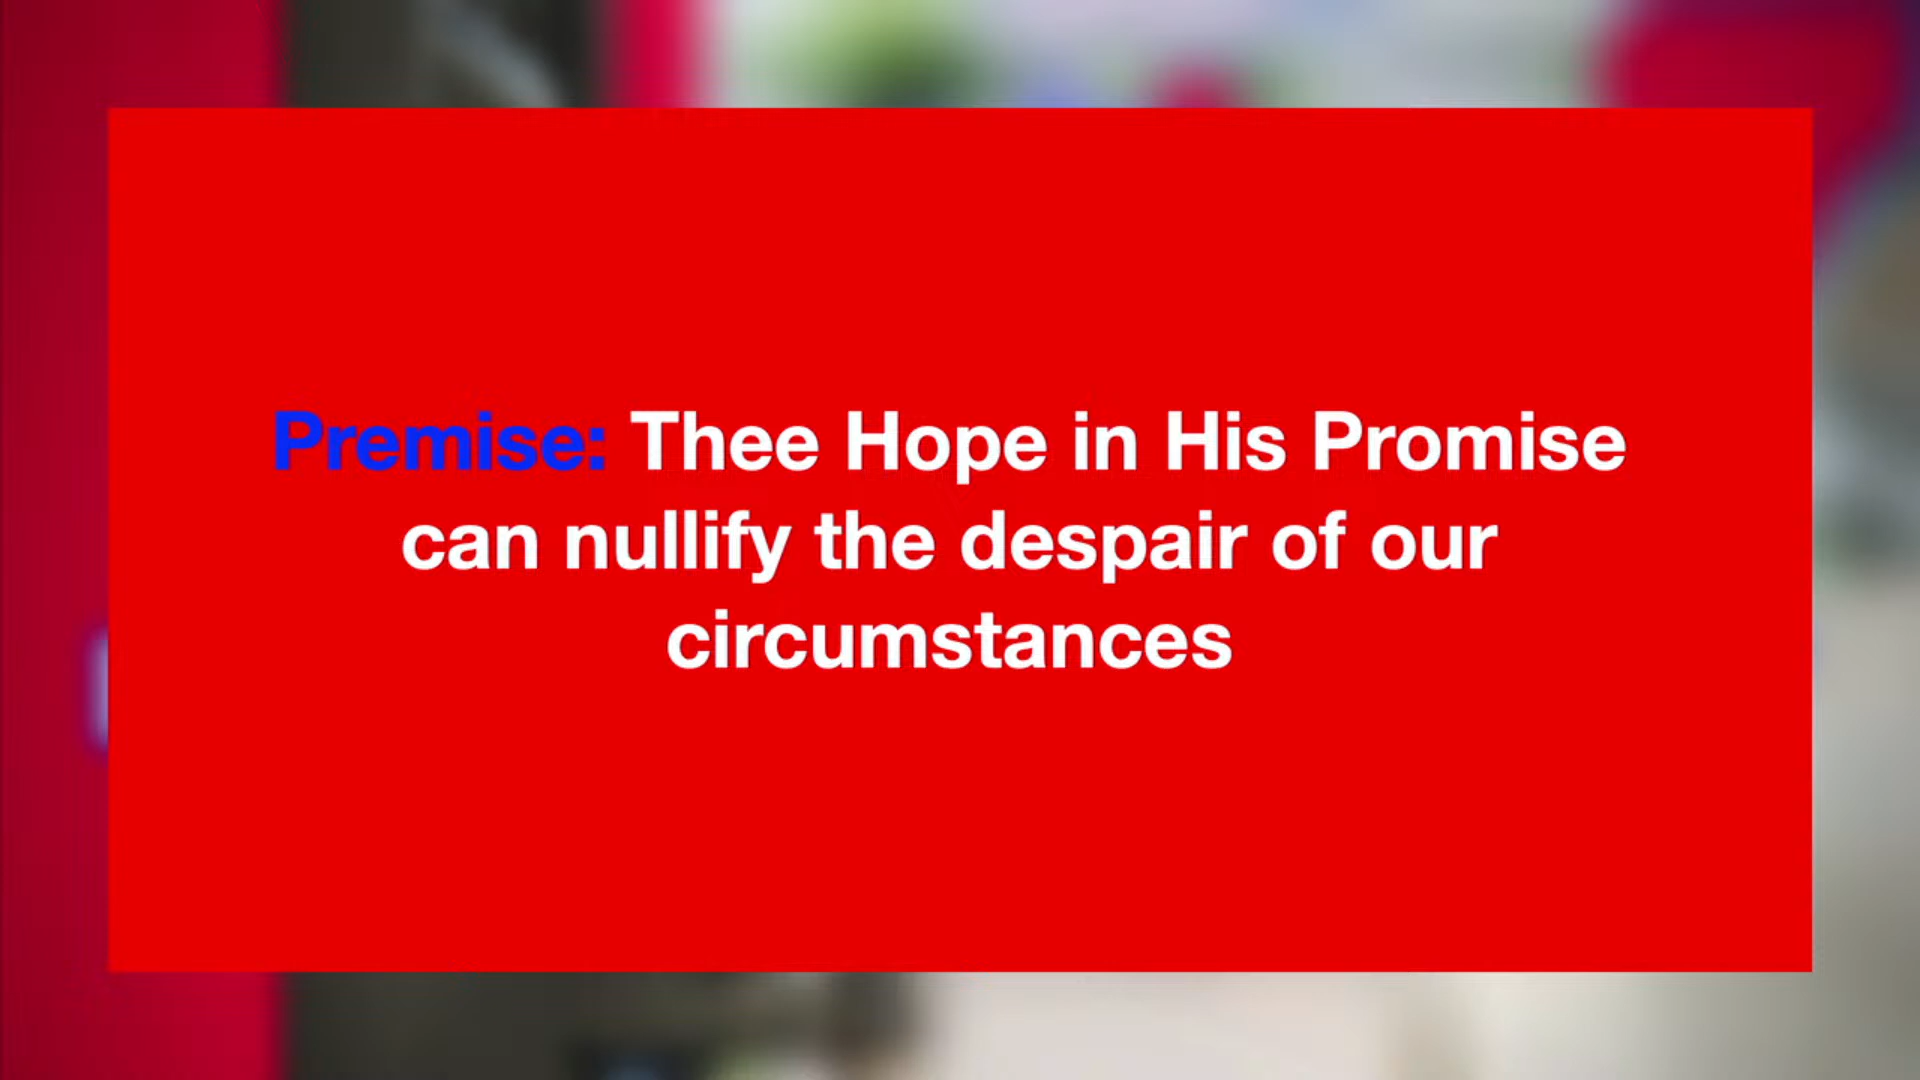 Premise: Thee Hope in His Promise
can nullify the despair of our
circumstances